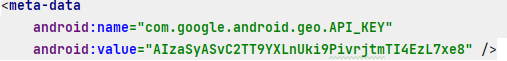 <meta-data
android:name="com.google.android.geo.API_KEY"
android:value="AIzaSyASvC2TT9YXLnUki9PivrjtmTI4EzL7xe8" />